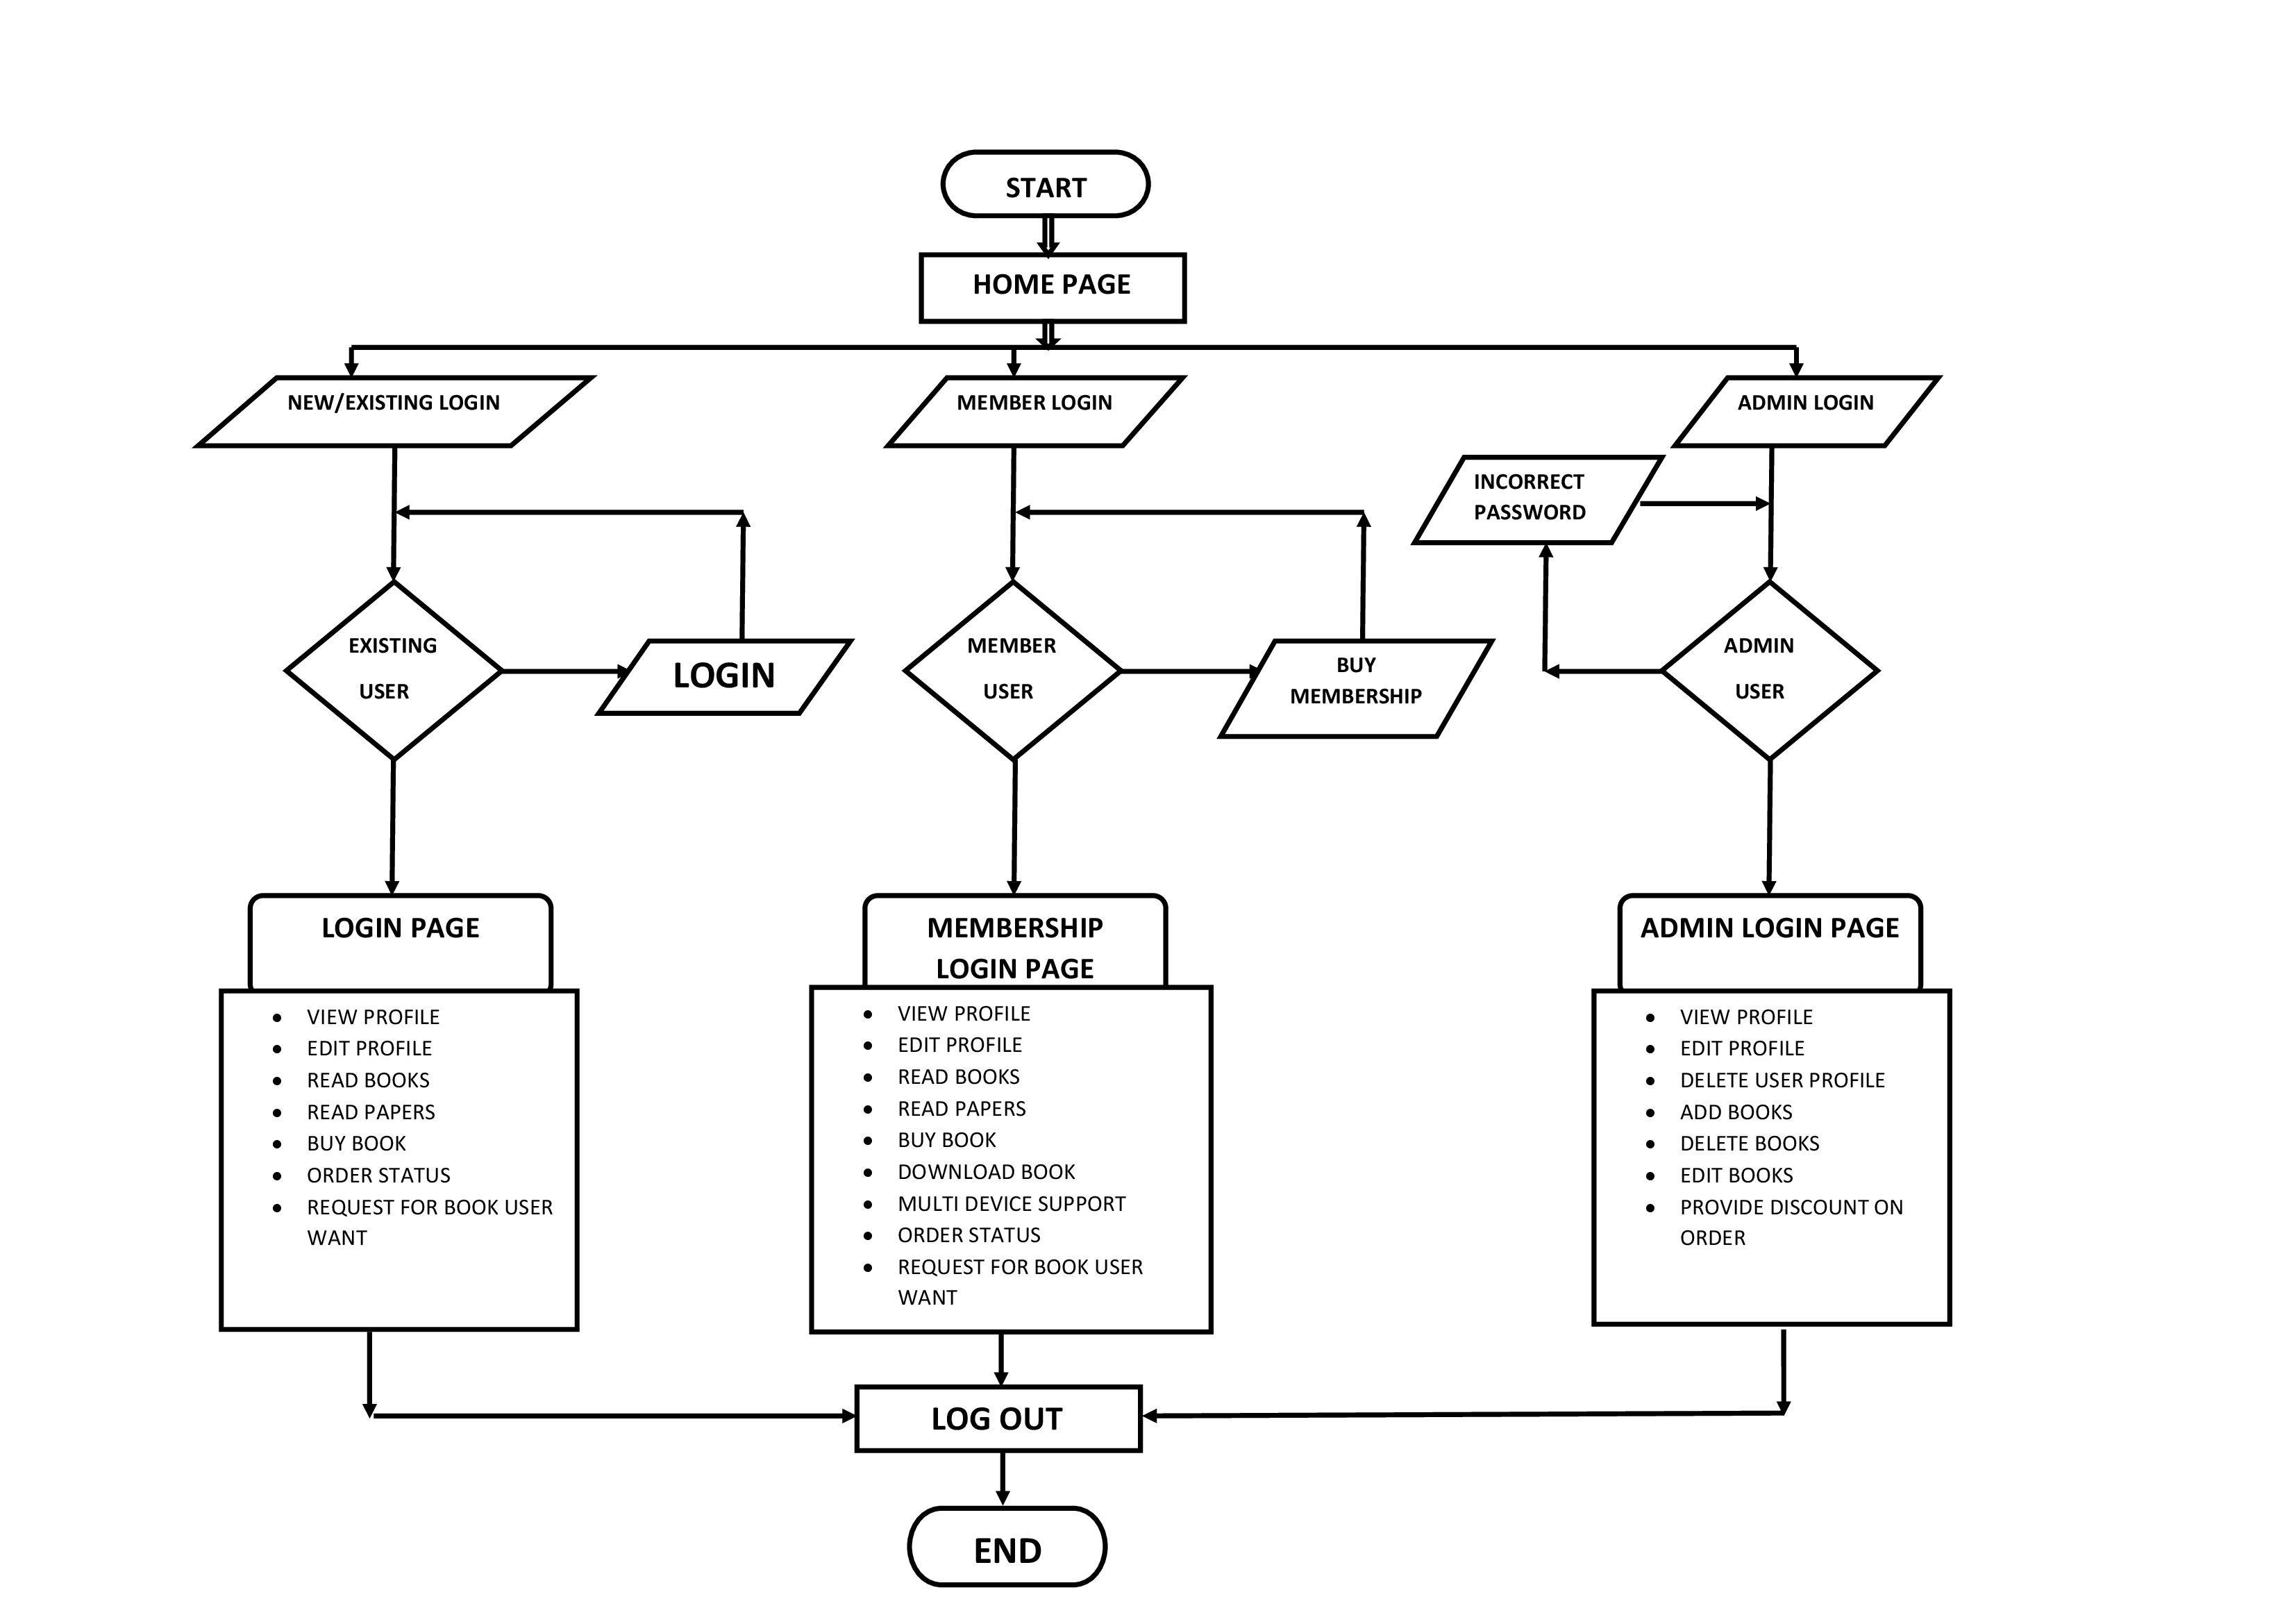 START
HOME PAGE
NEW/EXISTING LOGIN
MEMBER LOGIN
ADMIN LOGIN
INCORRECT
PASSWORD
EXISTING
USER
LOGIN
MEMBER
USER
BUY
MEMBERSHIP
ADMIN
USER
LOGIN PAGE
• VIEW PROFILE
• EDIT PROFILE
• READ BOOKS
• READ PAPERS
• BUY BOOK
• ORDER STATUS
• REQUEST FOR BOOK USER
WANT
MEMBERSHIP
LOGIN PAGE
• VIEW PROFILE
• EDIT PROFILE
• READ BOOKS
• READ PAPERS
• BUY BOOK
• DOWNLOAD BOOK
• MULTI DEVICE SUPPORT
• ORDER STATUS
• REQUEST FOR BOOK USER
WANT
ADMIN LOGIN PAGE
• VIEW PROFILE
• EDIT PROFILE
• DELETE USER PROFILE
• ADD BOOKS
• DELETE BOOKS
• EDIT BOOKS
• PROVIDE DISCOUNT ON
ORDER
LOG OUT
END